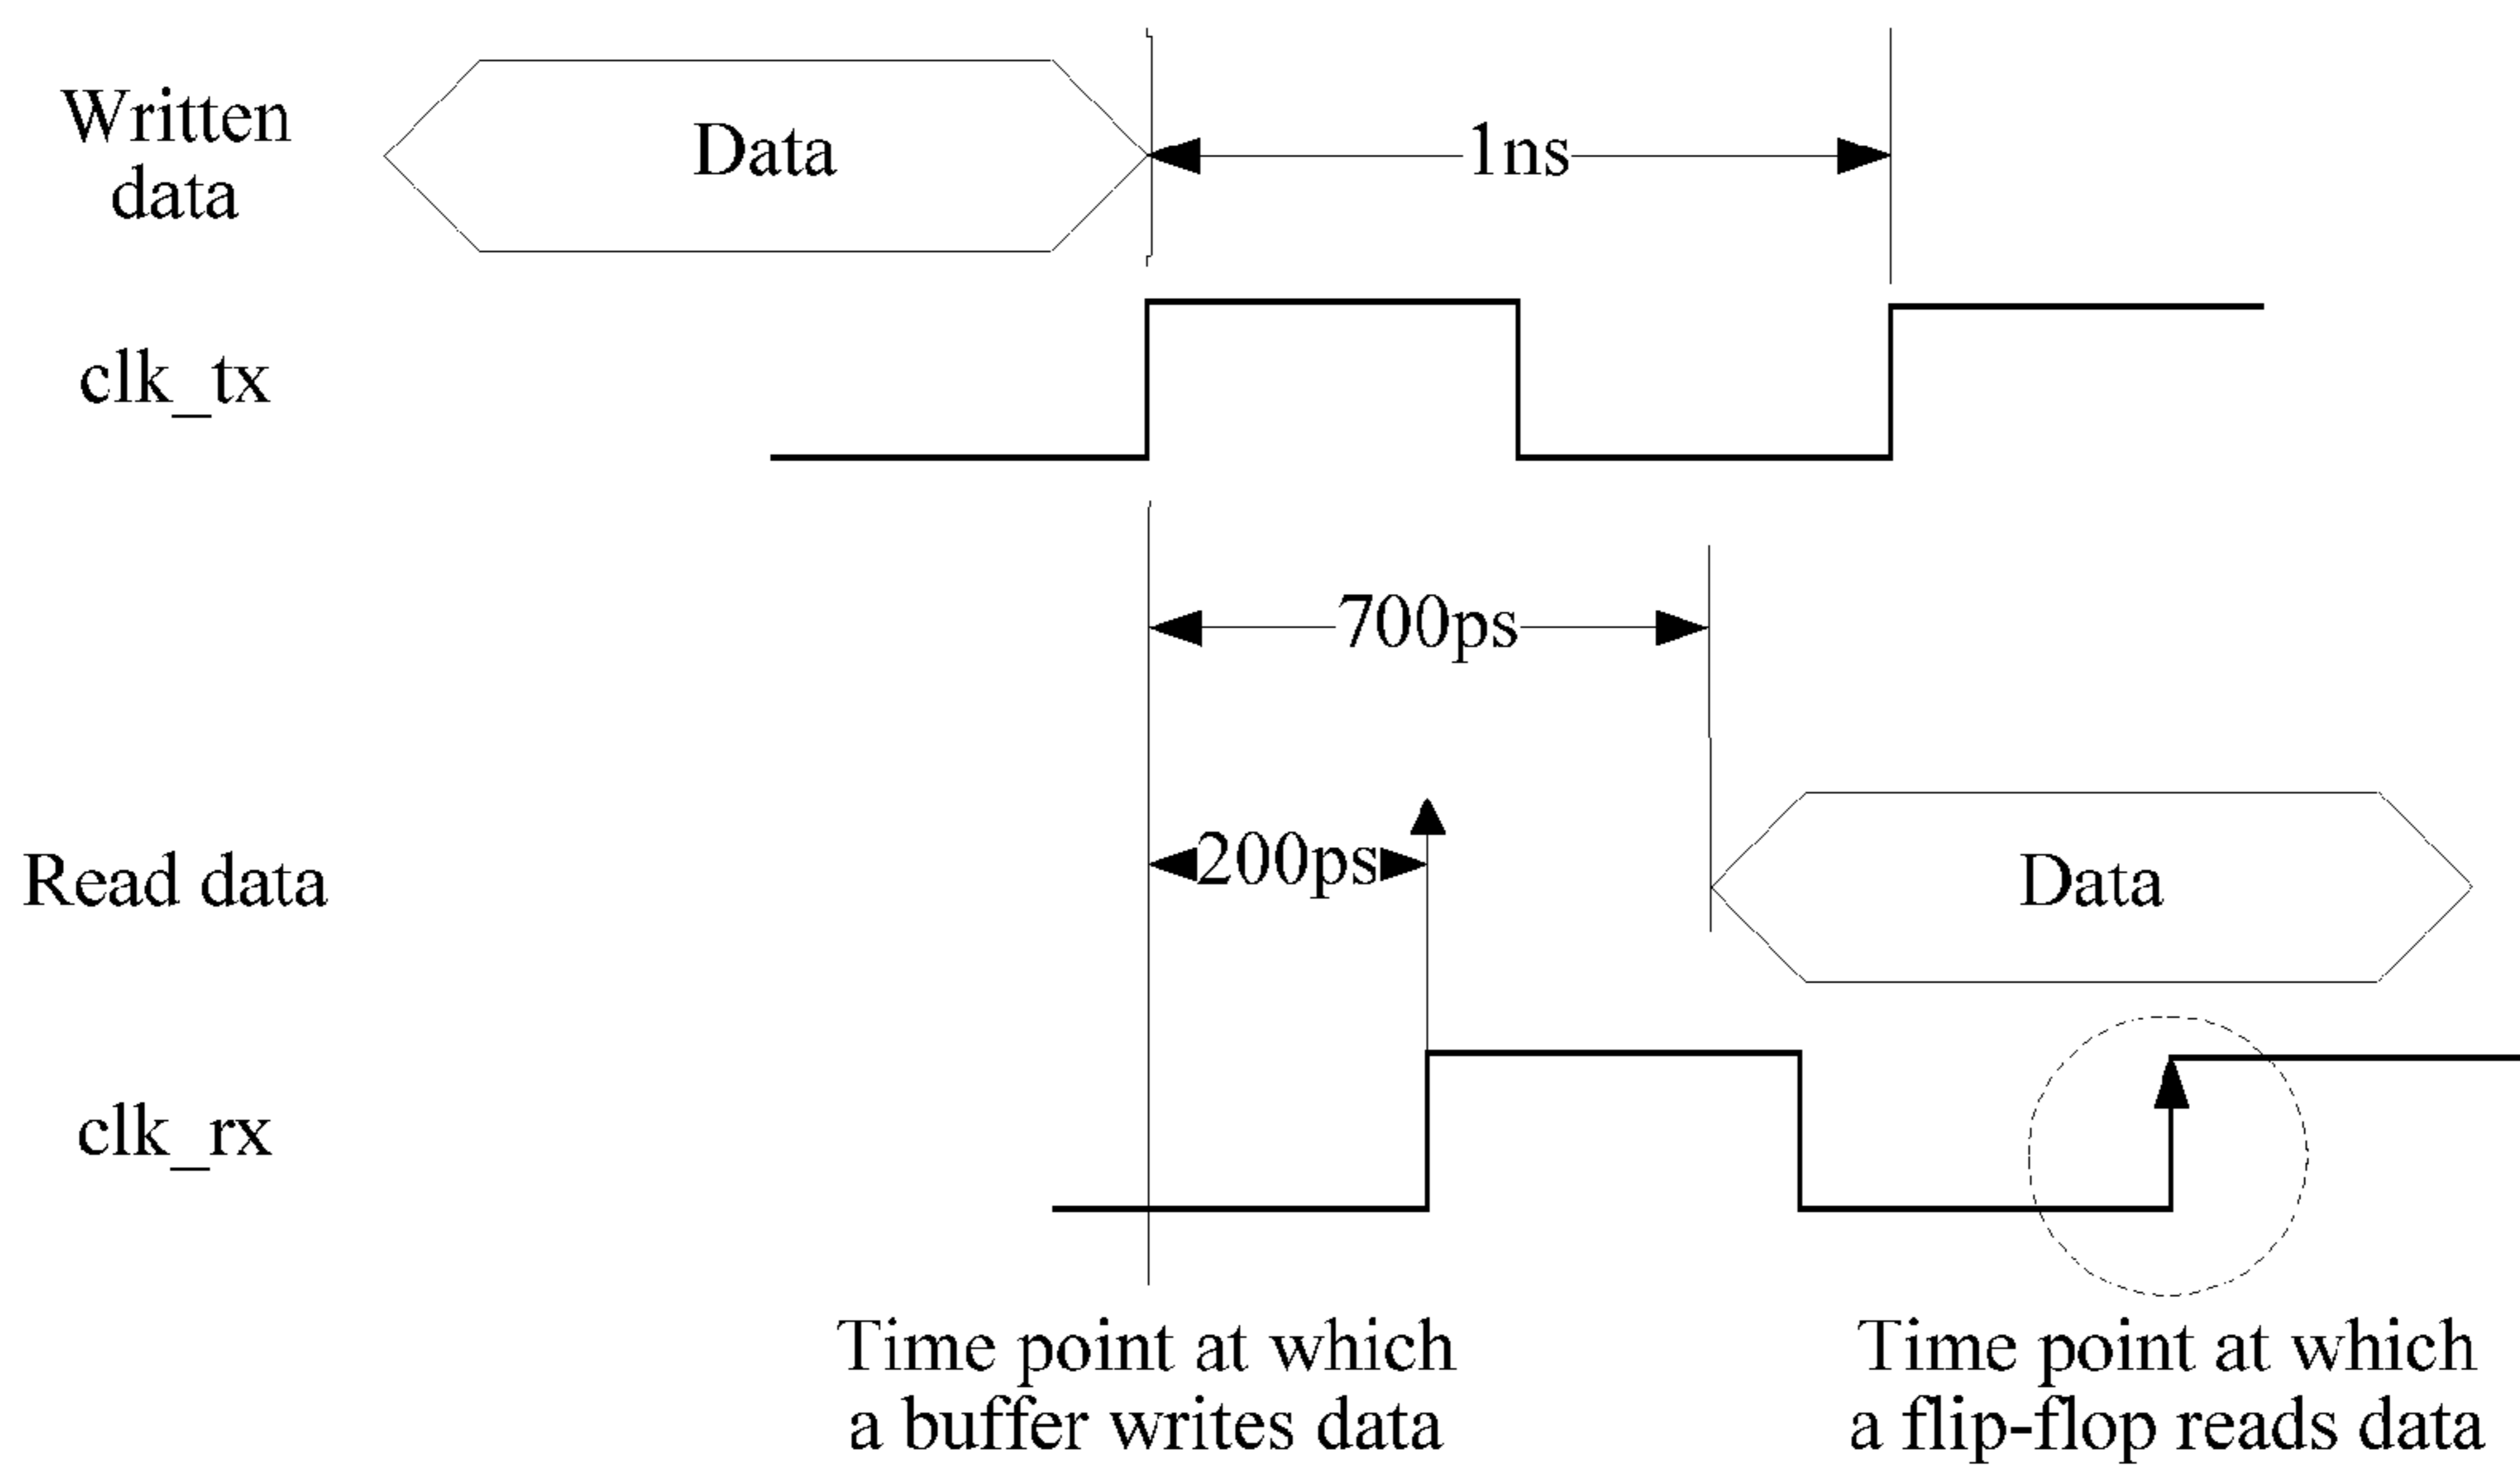 Written
data
Data
1ns
clk_tx
700ps
200ps
Read data
Data
clk_rx
Time point at which
a buffer writes data
Time point at which
a flip-flop reads data